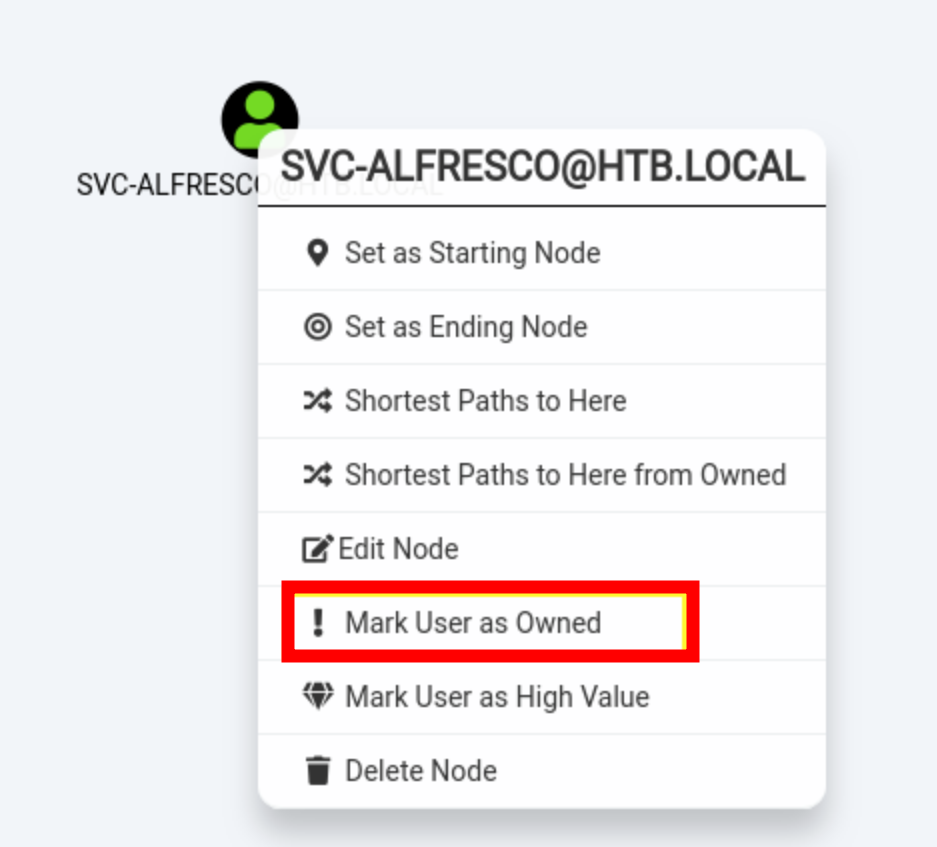 SVC-ALFRESCO@HTB.LOCAL
SVC-ALFRESCO@HTB.LOCAL
Set as Starting Node
Set as Ending Node
Shortest Paths to Here
Shortest Paths to Here from Owned
Edit Node
Mark User as Owned
Mark User as High Value
Delete Node